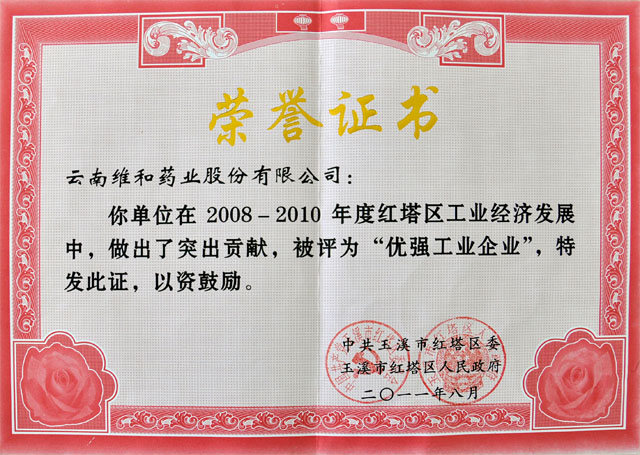 荣誉证书
云南维和药业股份有限公司：
你单位在 2008－2010 年度红塔区工业经济发展
中，做出了突出贡献，被评为“优强工业企业”，特
发此证，以资鼓励。
中共玉溪市红塔区委
玉溪市红塔区人民政府
二〇一一年八月